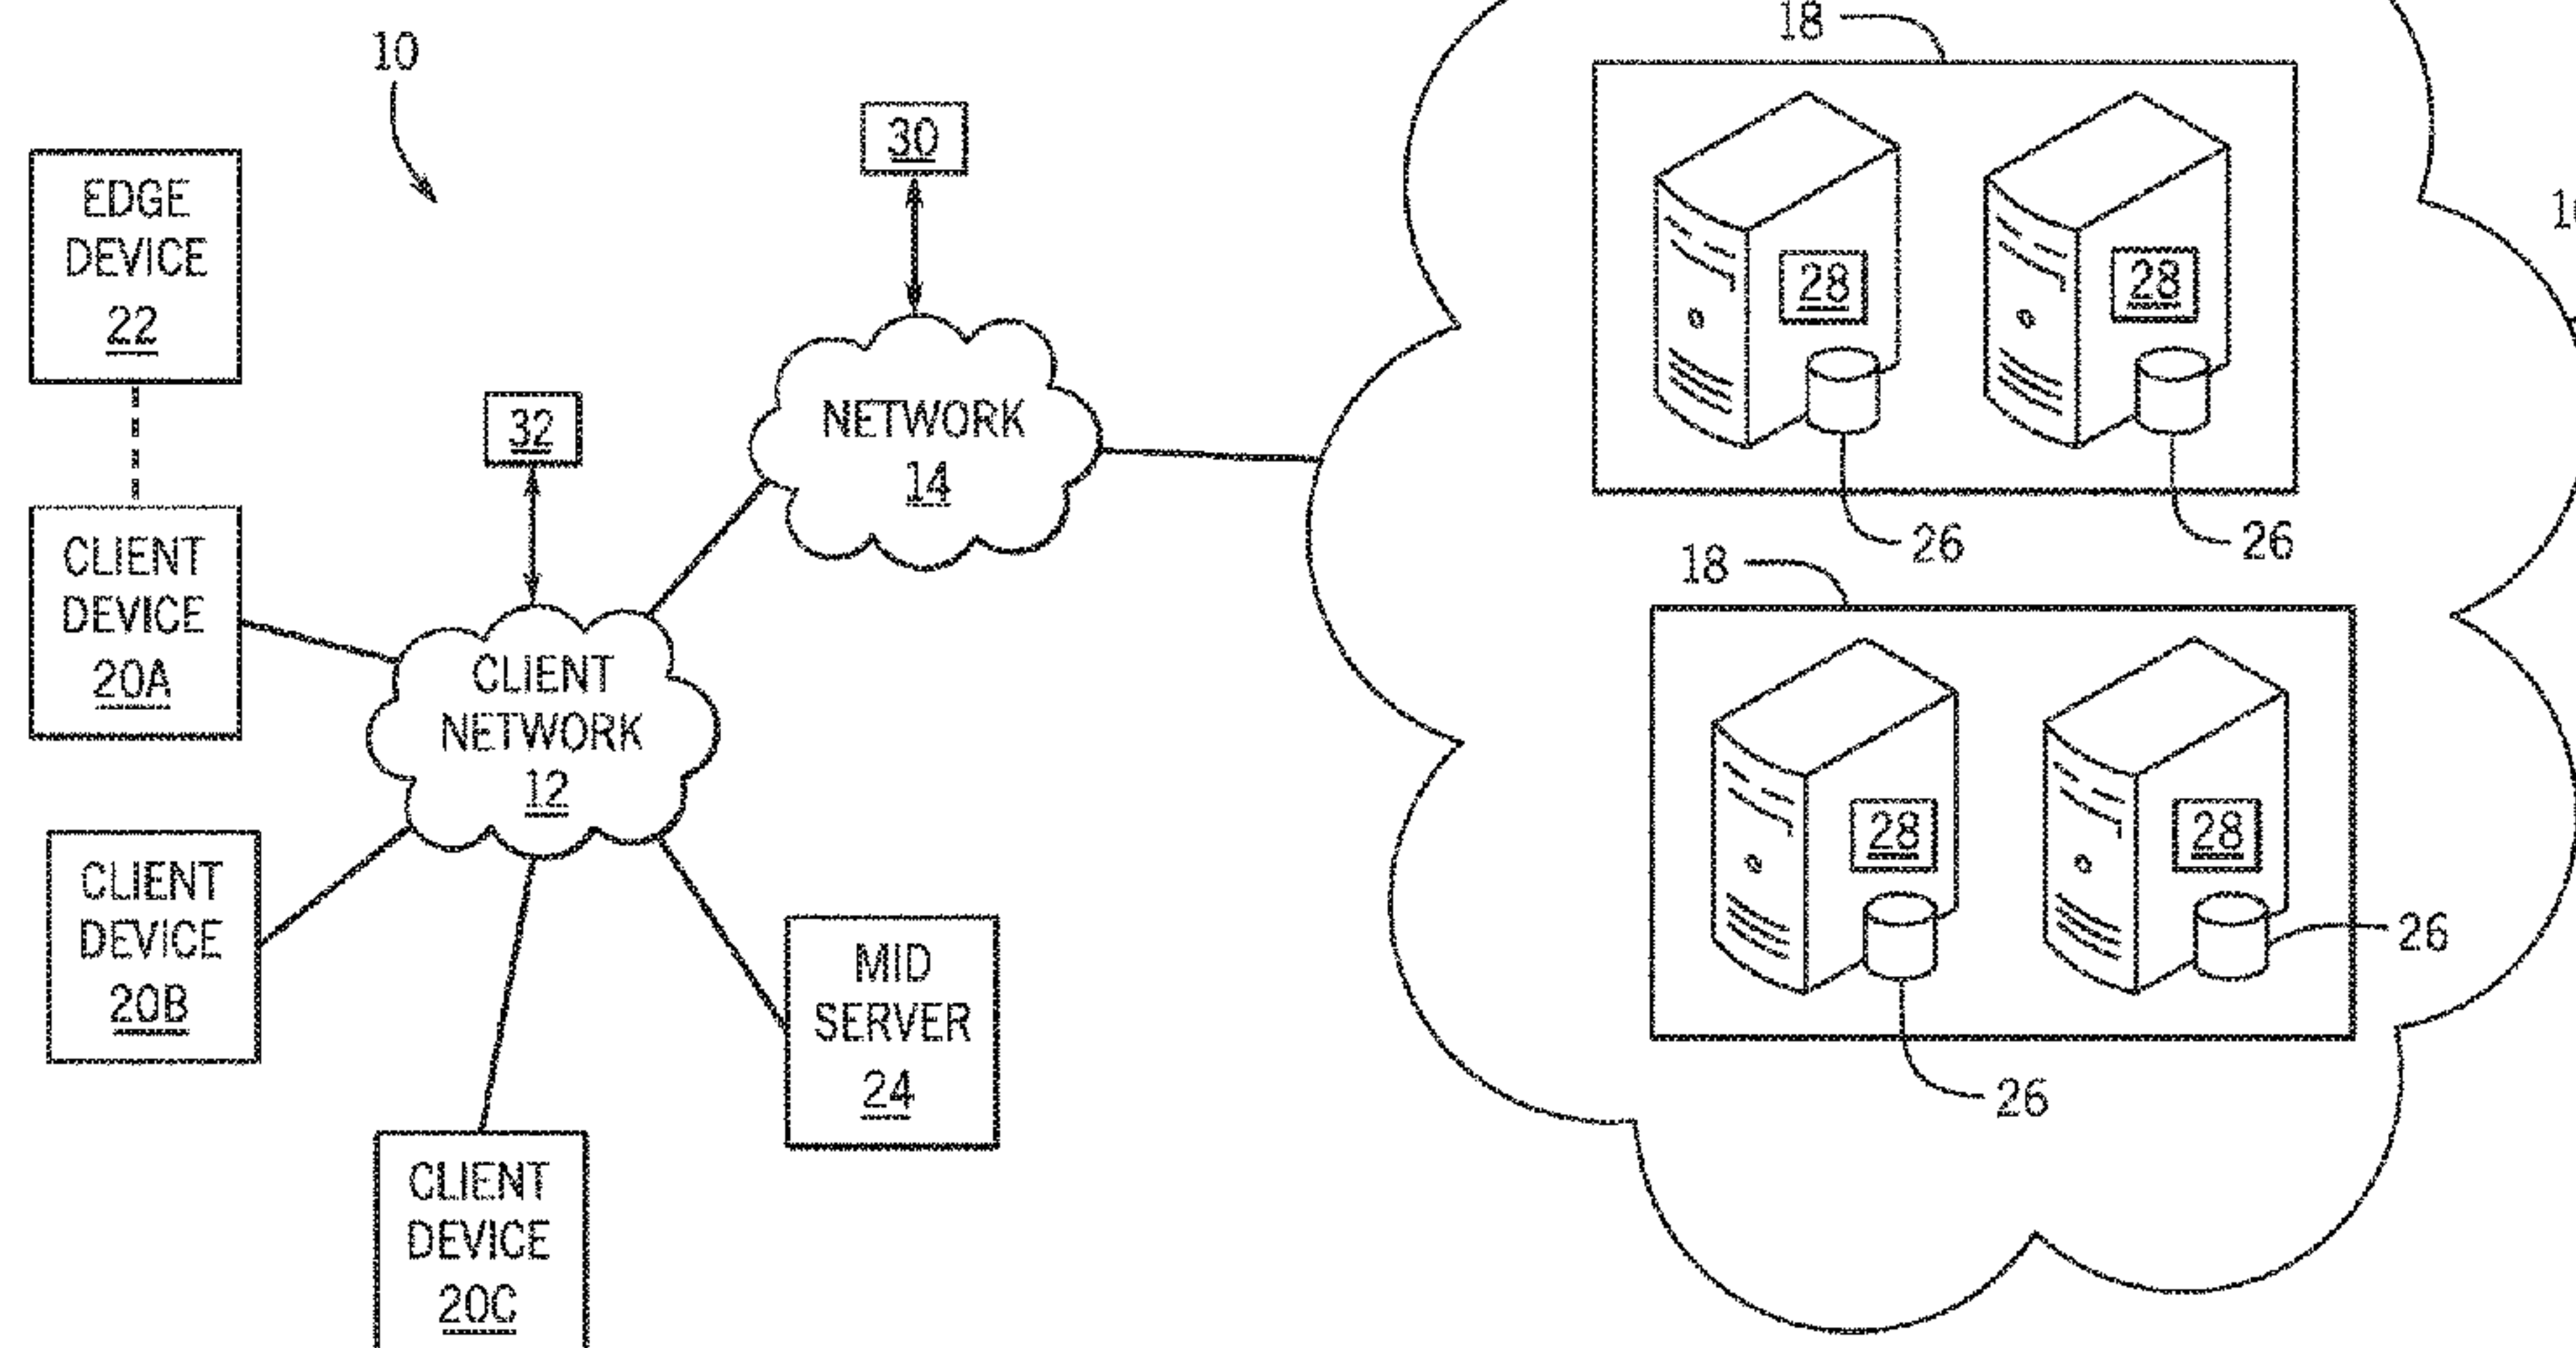 10
18
30
EDGE
DEVICE
22
28
28
32
NETWORK
14
26
26
CLIENT
DEVICE
20A
18
CLIENT
NETWORK
12
28
28
CLIENT
DEVICE
20B
26
MID
SERVER
24
26
CLIENT
DEVICE
20C